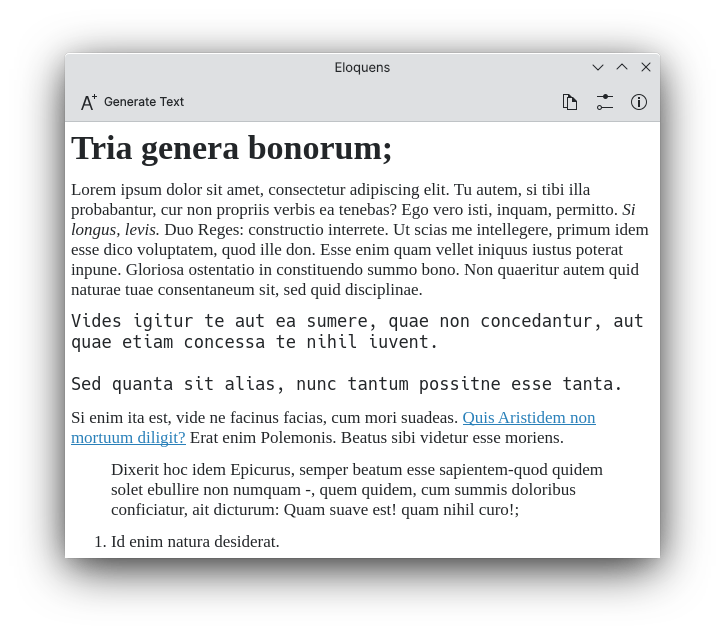 Eloquens
Generate Text
Tria genera bonorum;
Lorem ipsum dolor sit amet, consectetur adipiscing elit. Tu autem, si tibi illa
probabantur, cur non propriis verbis ea tenebas? Ego vero isti, inquam, permitto. Si
longus, levis. Duo Reges: constructio interrete. Ut scias me intellegere, primum idem
esse dico voluptatem, quod ille don. Esse enim quam vellet iniquus iustus poterat
inpune. Gloriosa ostentatio in constituendo summo bono. Non quaeritur autem quid
naturae tuae consentaneum sit, sed quid disciplinae.
Vides igitur te aut ea sumere, quae non concedantur, aut
quae etiam concessa te nihil iuvent.
Sed quanta sit alias, nunc tantum possitne esse tanta.
Si enim ita est, vide ne facinus facias, cum mori suadeas. Quis Aristidem non
mortuum diligit? Erat enim Polemonis. Beatus sibi videtur esse moriens.
Dixerit hoc idem Epicurus, semper beatum esse sapientem-quod quidem
solet ebullire non numquam -, quem quidem, cum summis doloribus
conficiatur, ait dicturum: Quam suave est! quam nihil curo!;
1. Id enim natura desiderat.